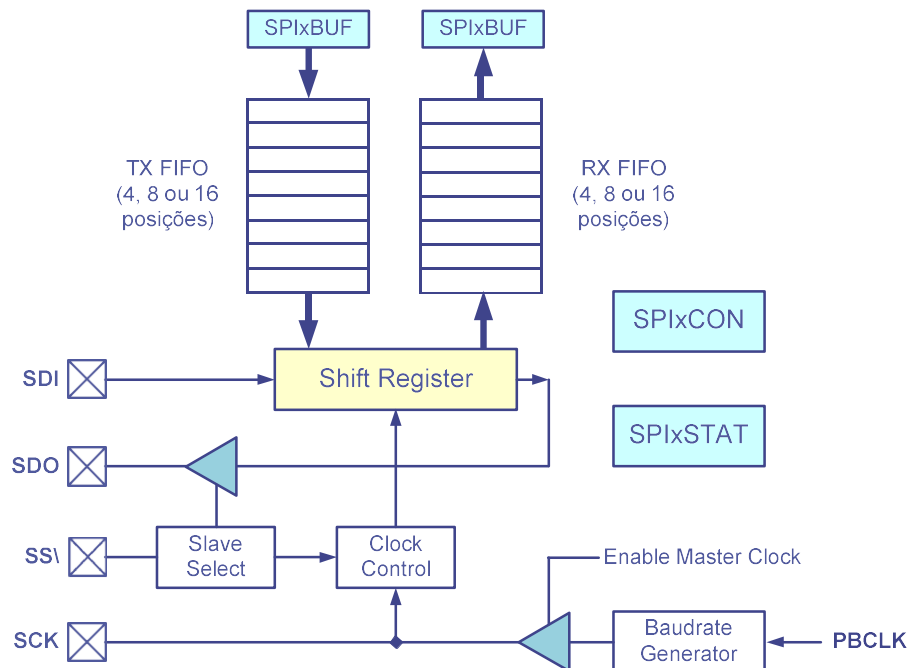 SPIxBUF
SPIxBUF
TX FIFO
(4, 8 ou 16
posições)
RX FIFO
(4, 8 ou 16
posições)
SPIxCON
SDI
Shift Register
SPIxSTAT
SDO
SS\
Slave
Select
Clock
Control
Enable Master Clock
SCK
Baudrate
Generator
PBCLK